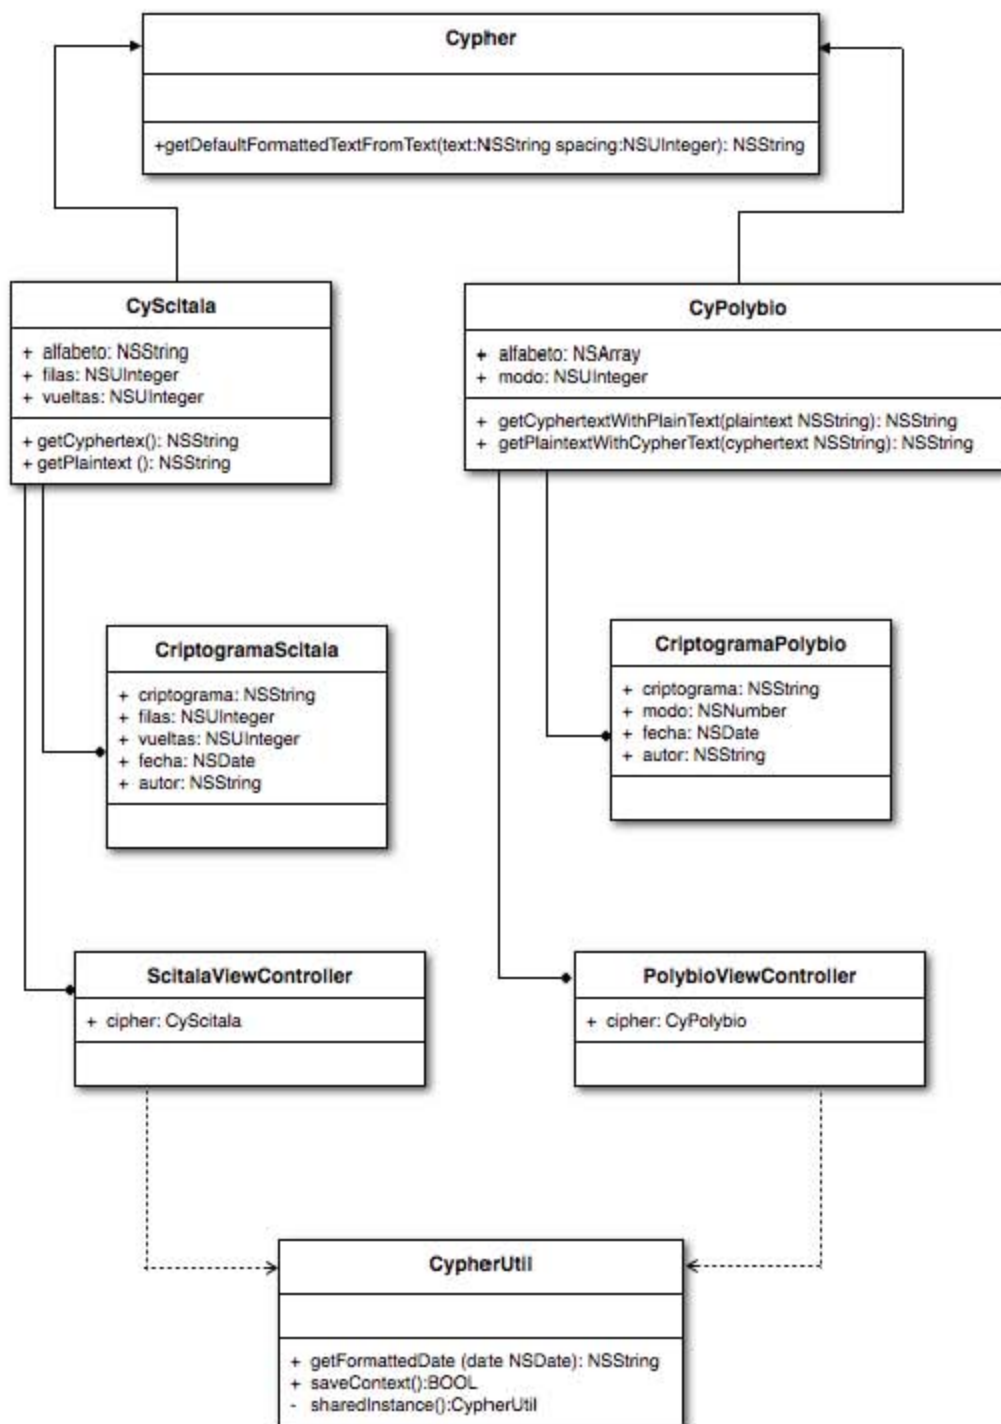 Cypher
+getDefaultFormattedTextFromText(text:NSString spacing:NSUInteger): NSString
CyScitala
+ alfabeto: NSString
+ filas: NSUInteger
+ vueltas: NSUInteger
+ getCyphertex(): NSString
+ getPlaintext (): NSString
CyPolybio
+ alfabeto: NSArray
+ modo: NSUInteger
+ getCyphertextWithPlainText(plaintext NSString): NSString
+ getPlaintextWithCypherText(cyphertext NSString): NSString
CriptogramaScitala
+ criptograma: NSString
+ filas: NSUInteger
+ vueltas: NSUInteger
+ fecha: NSDate
+ autor: NSString
CriptogramaPolybio
+ criptograma: NSString
+ modo: NSNumber
+ fecha: NSDate
+ autor: NSString
ScitalaViewController
+ cipher: CyScitala
PolybioViewController
+ cipher: CyPolybio
CypherUtil
+ getFormattedDate (date NSDate): NSString
+ saveContext():BOOL
- sharedInstance():CypherUtil